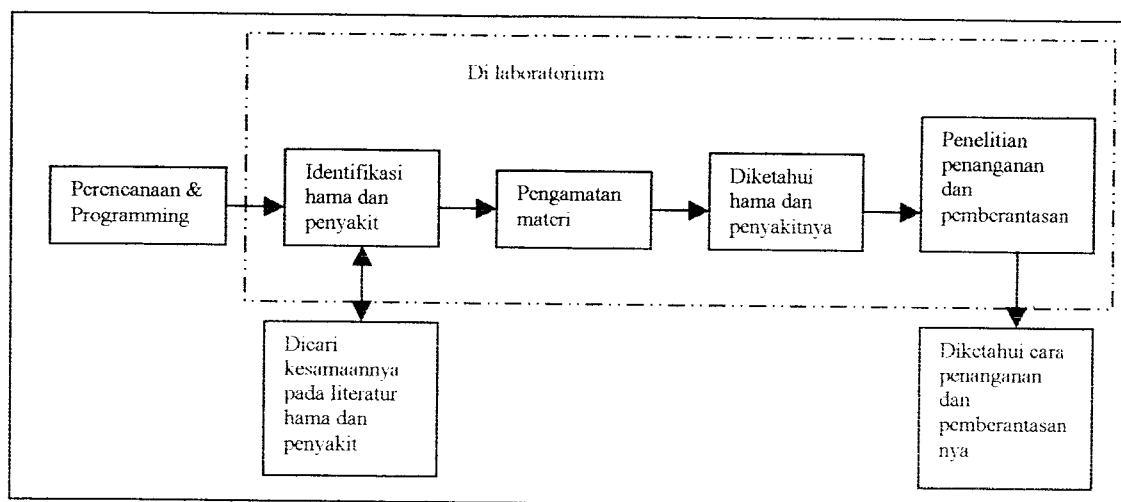 Di laboratorium
Perencanaan &
Programming
Identifikasi
hama dan
penyakit
Pengamatan
materi
Diketahui
hama dan
penyakitnya
Penelitian
penanganan
dan
pemberantasan
Dicari
kesamaannya
pada literatur
hama dan
penyakit
Diketahui cara
penanganan
dan
pemberantasan
nya